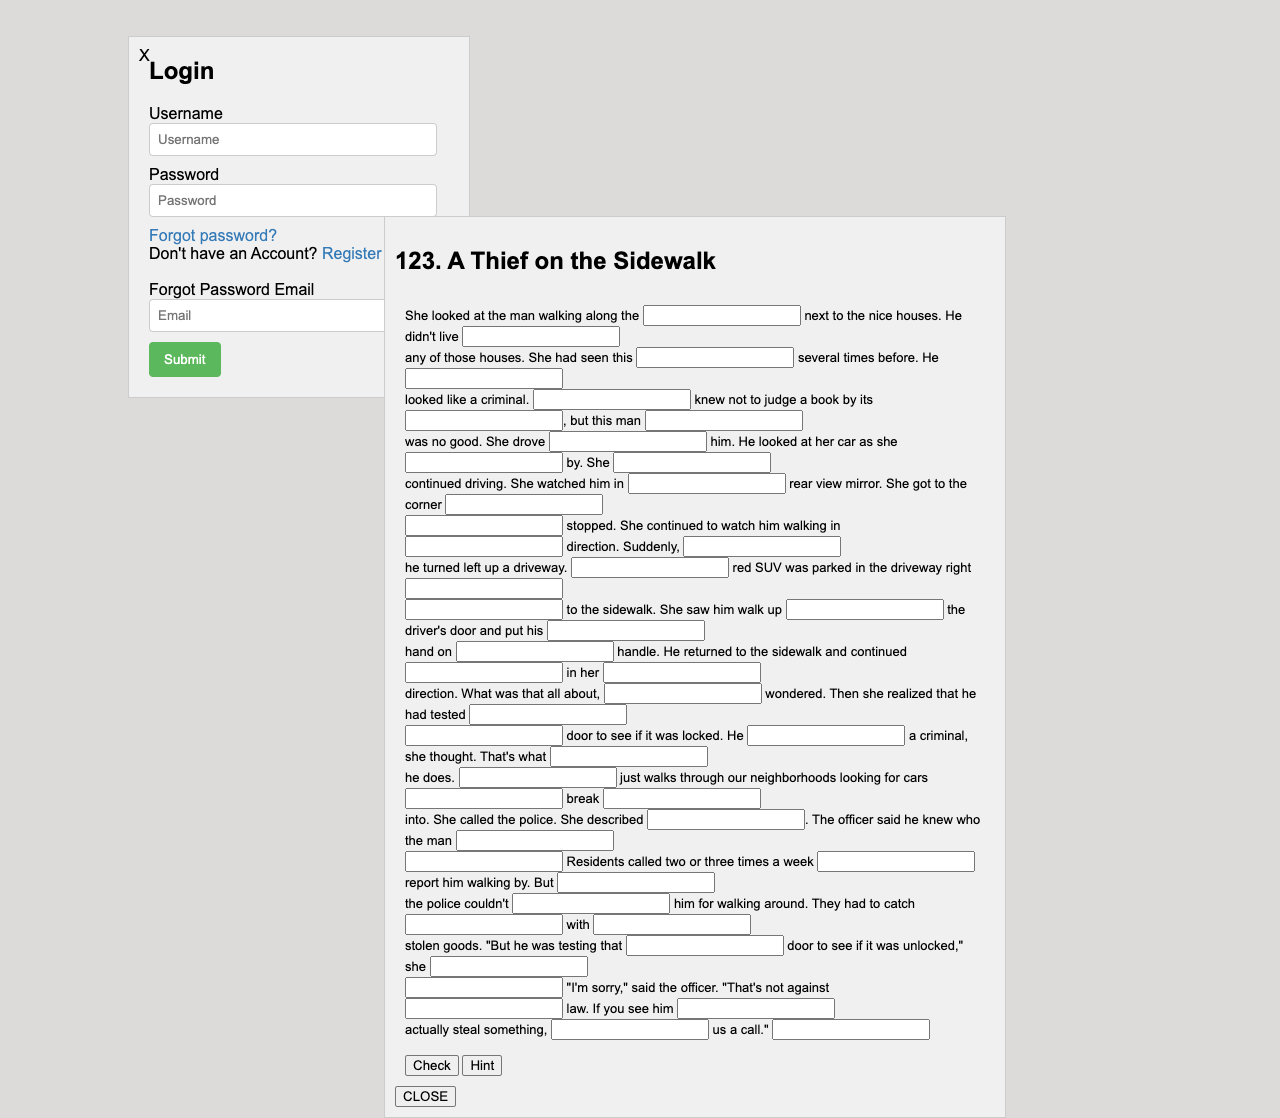 X
Login
Username
Username
Password
Password
Forgot password?
Don't have an Account? Register
Forgot Password Email
Email
Submit
123. A Thief on the Sidewalk
She looked at the man walking along the next to the nice houses. He
didn't live
any of those houses. She had seen this several times before. He
looked like a criminal. knew not to judge a book by its
, but this man
was no good. She drove him. He looked at her car as she
by. She
continued driving. She watched him in rear view mirror. She got to the
corner
stopped. She continued to watch him walking in
direction. Suddenly,
he turned left up a driveway. red SUV was parked in the driveway right
to the sidewalk. She saw him walk up the
driver's door and put his
hand on handle. He returned to the sidewalk and continued
in her
direction. What was that all about, wondered. Then she realized that he
had tested
door to see if it was locked. He a criminal,
she thought. That's what
he does. just walks through our neighborhoods looking for cars
break
into. She called the police. She described . The officer said he knew who
the man
Residents called two or three times a week
report him walking by. But
the police couldn't him for walking around. They had to catch
with
stolen goods. "But he was testing that door to see if it was unlocked,"
she
"I'm sorry," said the officer. "That's not against
law. If you see him
actually steal something, us a call."
Check Hint
CLOSE